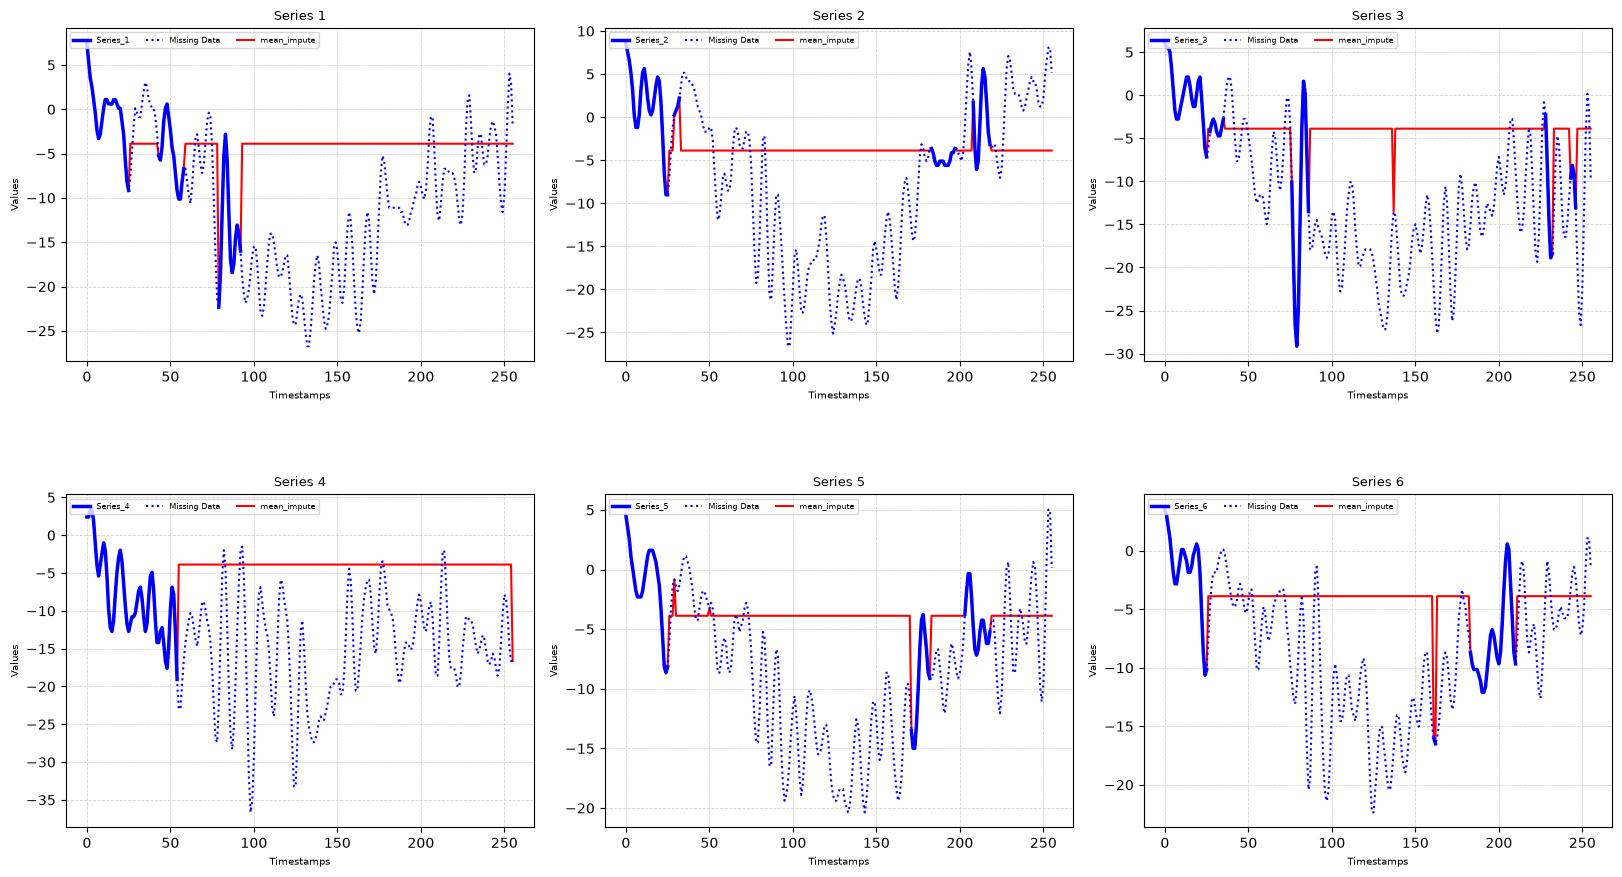 Series 1
Series_1 Missing Data mean_impute
5
0
−5
−10
−15
−20
−25
Values
0 50 100 150 200 250
Timestamps
Series 2
Series_2 Missing Data mean_impute
10
5
0
−5
−10
−15
−20
−25
Values
0 50 100 150 200 250
Timestamps
Series 3
Series_3 Missing Data mean_impute
5
0
−5
−10
−15
−20
−25
−30
Values
0 50 100 150 200 250
Timestamps
Series 4
Series_4 Missing Data mean_impute
5
0
−5
−10
−15
−20
−25
−30
−35
Values
0 50 100 150 200 250
Timestamps
Series 5
Series_5 Missing Data mean_impute
5
0
−5
−10
−15
−20
Values
0 50 100 150 200 250
Timestamps
Series 6
Series_6 Missing Data mean_impute
0
−5
−10
−15
−20
Values
0 50 100 150 200 250
Timestamps